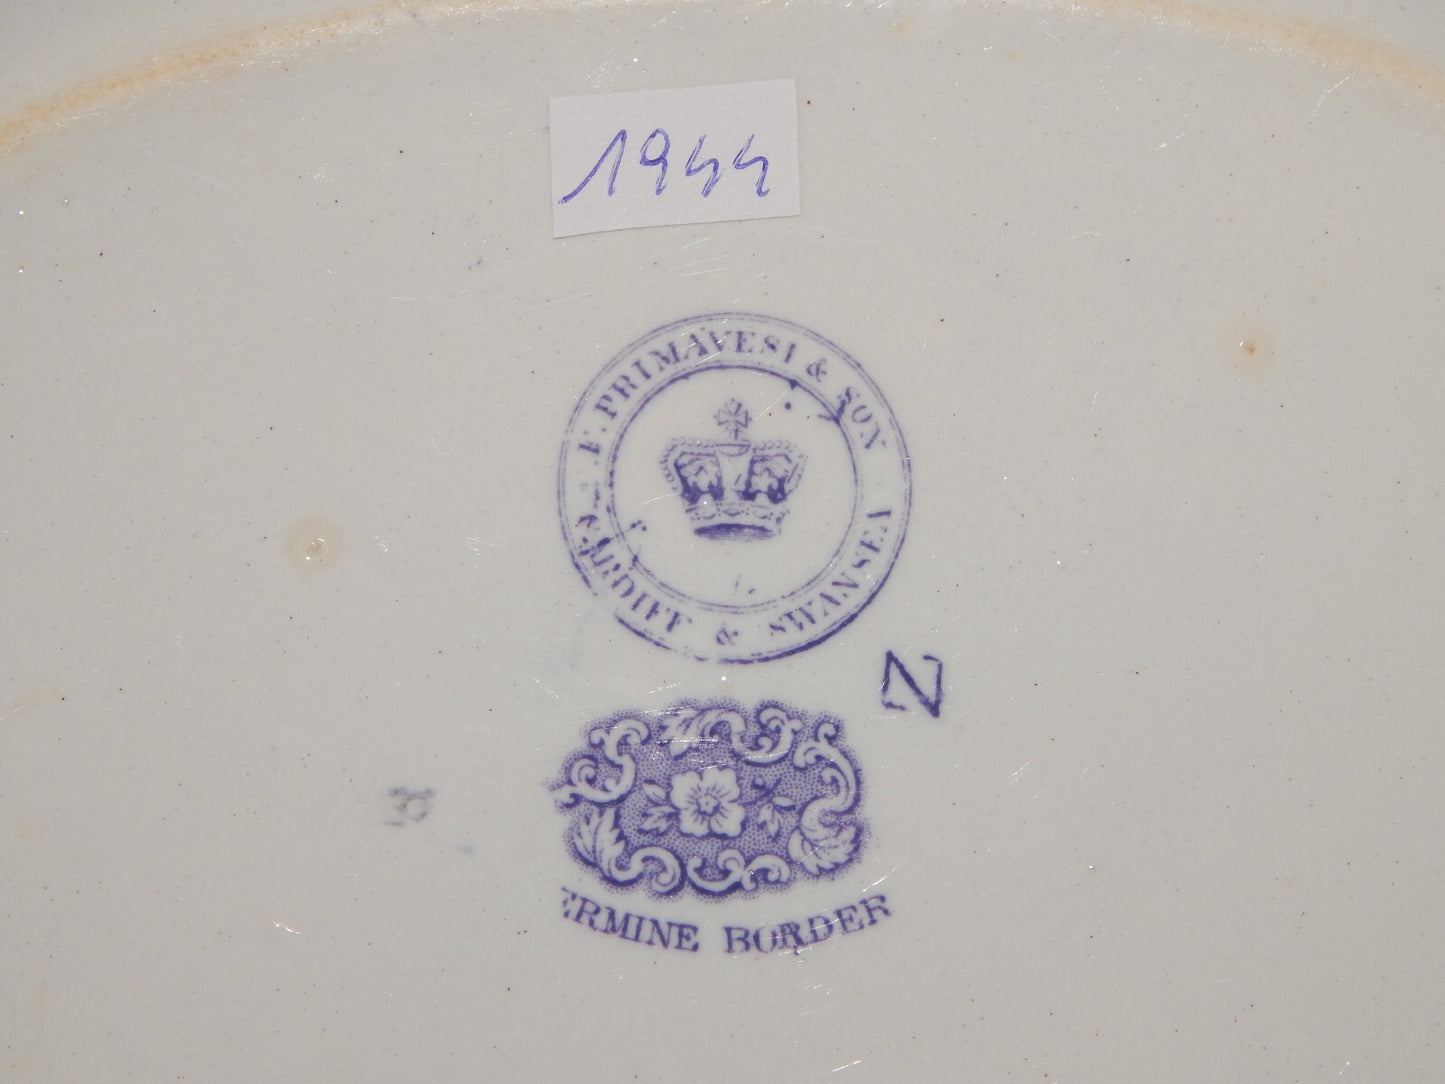 1944
F. PRIMAVESI & SON
CARDIFF & SWANSEA
N
ERMINE BORDER